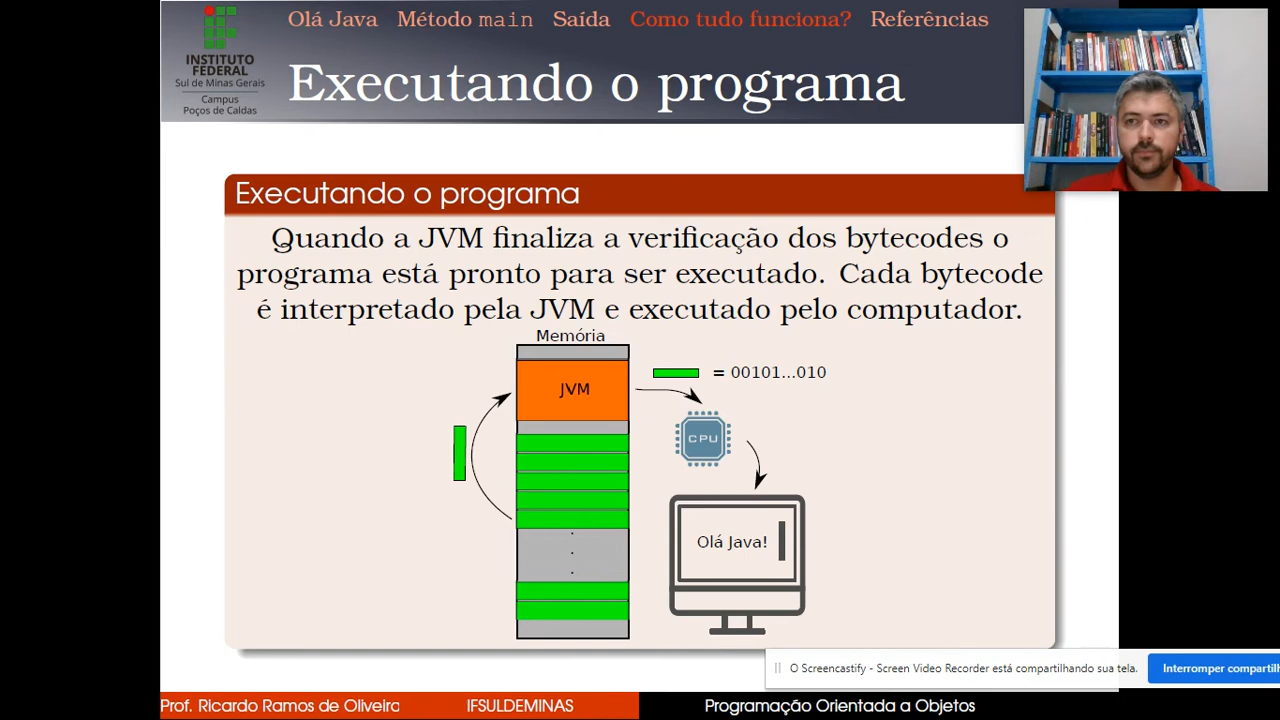 Olá Java Método main Saída Como tudo funciona? Referências
INSTITUTO
FEDERAL
Sul de Minas Gerais
Campus
Poços de Caldas
Executando o programa
Executando o programa
Quando a JVM finaliza a verificação dos bytecodes o
programa está pronto para ser executado. Cada bytecode
é interpretado pela JVM e executado pelo computador.
Memória
JVM
= 00101...010
CPU
Olá Java!
O Screencastify - Screen Video Recorder está compartilhando sua tela.
Interromper compartil
Prof. Ricardo Ramos de Oliveira IFSULDEMINAS Programação Orientada a Objetos